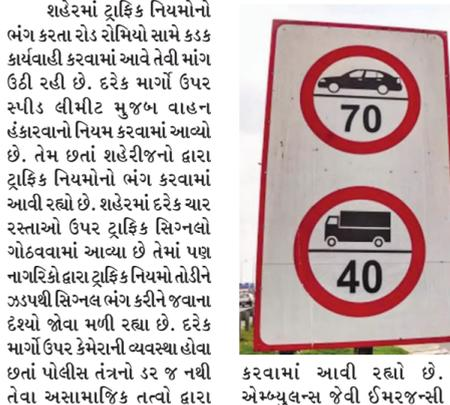 શહેરમાં ટ્રાફિક નિયમોનો
ભંગ કરતા રોડ રોમિયો સામે કડક
કાર્યવાહી કરવામાં આવે તેવી માંગ
ઉઠી રહી છે. દરેક માર્ગો ઉપર
સ્પીડ લીમીટ મુજબ વાહન
હંકારવાનો નિયમ કરવામાં આવ્યો
છે. તેમ છતાં શહેરીજનો દ્વારા
ટ્રાફિક નિયમોનો ભંગ કરવામાં
આવી રહ્યો છે. શહેરમાં દરેક ચાર
રસ્તાઓ ઉપર ટ્રાફિક સિગ્નલો
ગોઠવવામાં આવ્યા છે તેમાં પણ
નાગરિકો દ્વારા ટ્રાફિક નિયમો તોડીને
ઝડપથી સિગ્નલ ભંગ કરીને જવાના
દૃશ્યો જોવા મળી રહ્યા છે. દરેક
માર્ગો ઉપર કેમેરાની વ્યવસ્થા હોવા
છતાં પોલીસ તંત્રનો ડર જ નથી
તેવા અસામાજિક તત્વો દ્વારા
70
40
કરવામાં આવી રહ્યો છે.
એમ્બ્યુલન્સ જેવી ઈમરજન્સી